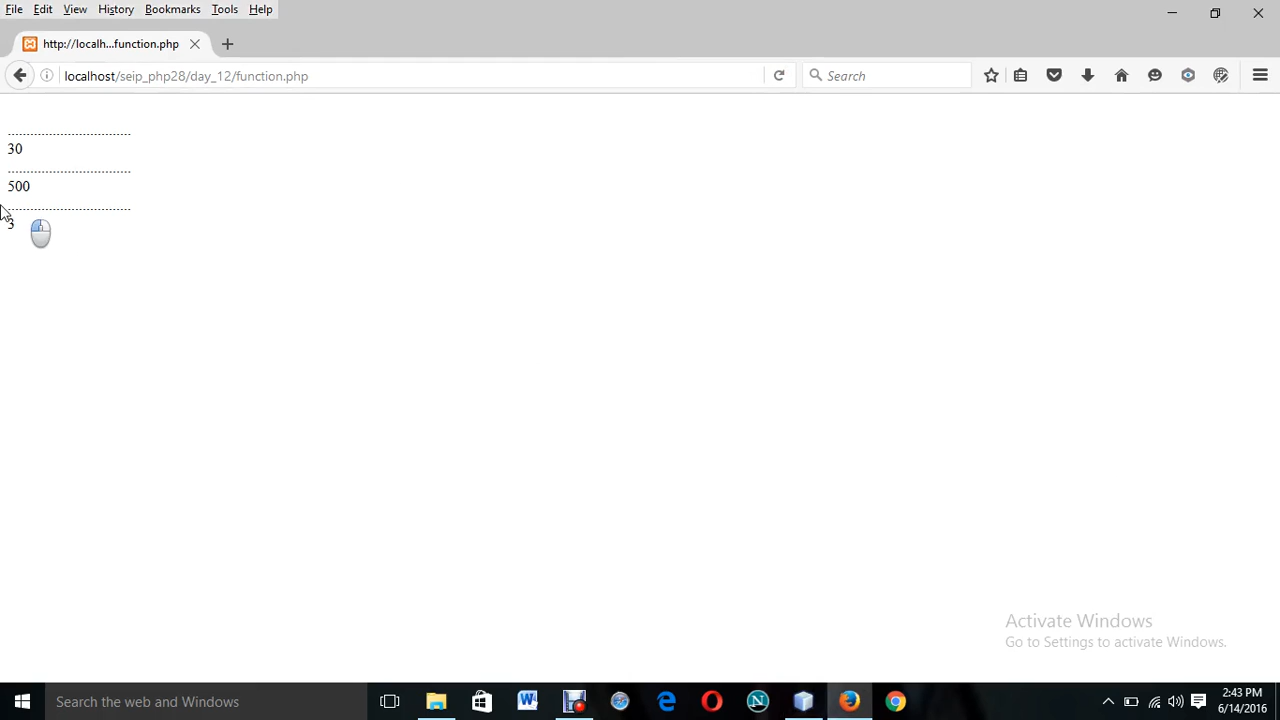 File Edit View History Bookmarks Tools Help
http://localh...function.php
localhost/seip_php28/day_12/function.php
Search
30
500
3
Activate Windows
Go to Settings to activate Windows.
Search the web and Windows
2:43 PM
6/14/2016